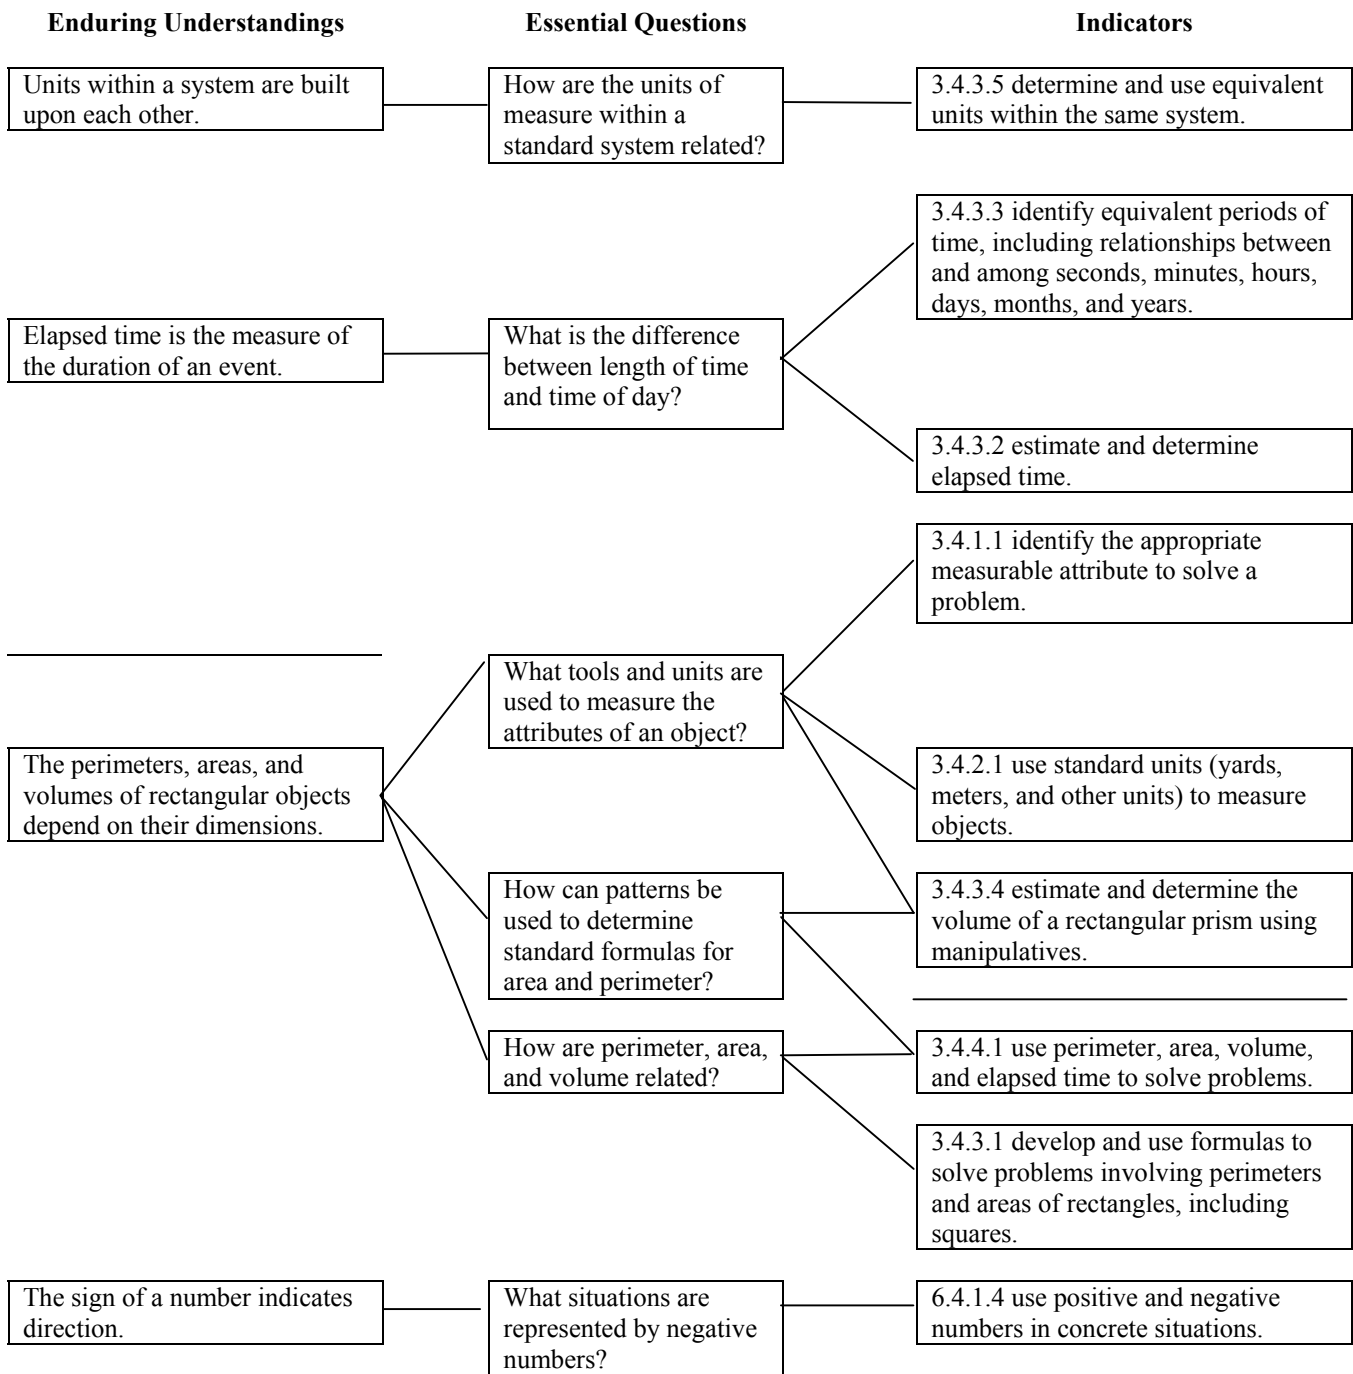 Enduring Understandings
Essential Questions
Indicators
Units within a system are built
upon each other.
How are the units of
measure within a
standard system related?
3.4.3.5 determine and use equivalent
units within the same system.
3.4.3.3 identify equivalent periods of
time, including relationships between
and among seconds, minutes, hours,
days, months, and years.
Elapsed time is the measure of
the duration of an event.
What is the difference
between length of time
and time of day?
3.4.3.2 estimate and determine
elapsed time.
3.4.1.1 identify the appropriate
measurable attribute to solve a
problem.
What tools and units are
used to measure the
attributes of an object?
The perimeters, areas, and
volumes of rectangular objects
depend on their dimensions.
3.4.2.1 use standard units (yards,
meters, and other units) to measure
objects.
How can patterns be
used to determine
standard formulas for
area and perimeter?
3.4.3.4 estimate and determine the
volume of a rectangular prism using
manipulatives.
How are perimeter, area,
and volume related?
3.4.4.1 use perimeter, area, volume,
and elapsed time to solve problems.
3.4.3.1 develop and use formulas to
solve problems involving perimeters
and areas of rectangles, including
squares.
The sign of a number indicates
direction.
What situations are
represented by negative
numbers?
6.4.1.4 use positive and negative
numbers in concrete situations.